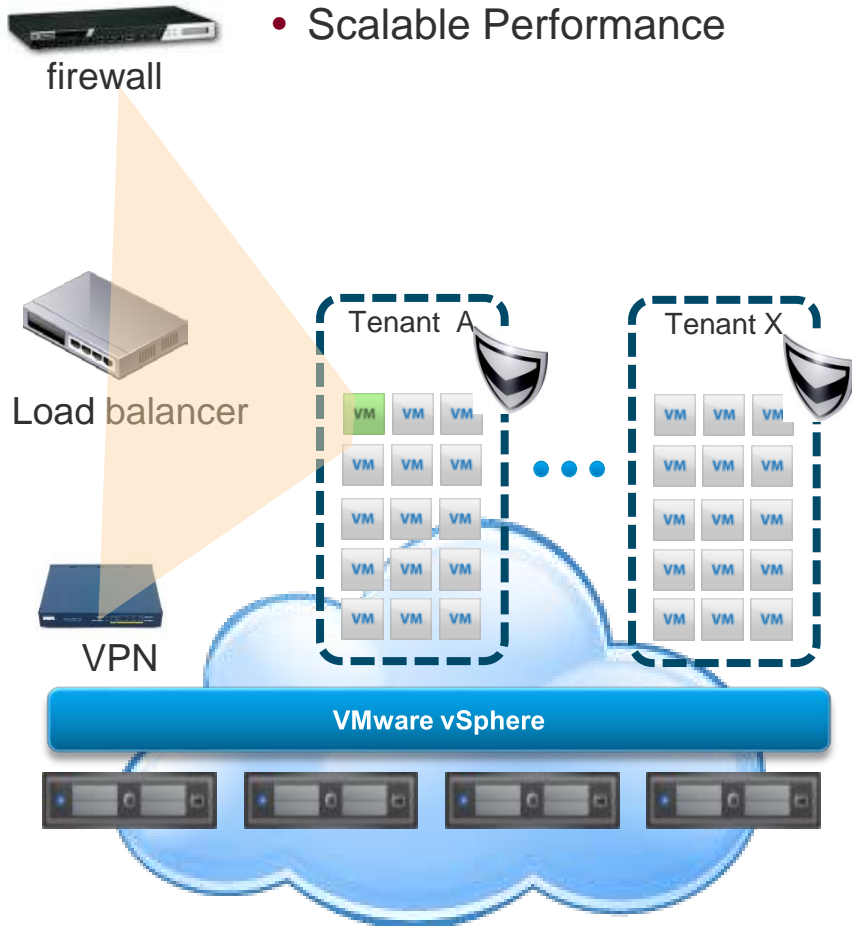 • Scalable Performance
firewall
Load balancer
VPN
Tenant A
VM VM VM
VM VM VM
VM VM VM
VM VM VM
VM VM VM
Tenant X
VM VM VM
VM VM VM
VM VM VM
VM VM VM
VM VM VM
VMware vSphere